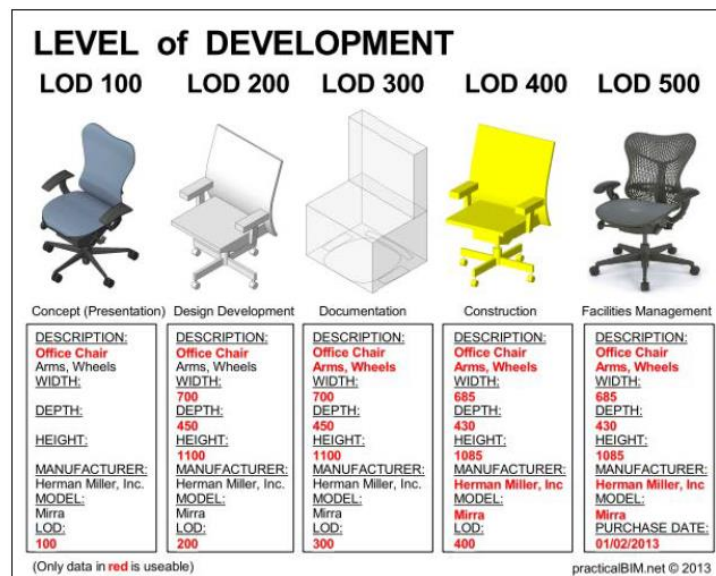 LEVEL of DEVELOPMENT
LOD 100
LOD 200
LOD 300
LOD 400
LOD 500
Concept (Presentation)
Design Development
Documentation
Construction
Facilities Management
DESCRIPTION:
Office Chair
Arms, Wheels
WIDTH:
DEPTH:
HEIGHT:
MANUFACTURER:
Herman Miller, Inc.
MODEL:
Mirra
LOD:
100
DESCRIPTION:
Office Chair
Arms, Wheels
WIDTH:
700
DEPTH:
450
HEIGHT:
1100
MANUFACTURER:
Herman Miller, Inc.
MODEL:
Mirra
LOD:
200
DESCRIPTION:
Office Chair
Arms, Wheels
WIDTH:
700
DEPTH:
450
HEIGHT:
1100
MANUFACTURER:
Herman Miller, Inc.
MODEL:
Mirra
LOD:
300
DESCRIPTION:
Office Chair
Arms, Wheels
WIDTH:
685
DEPTH:
430
HEIGHT:
1085
MANUFACTURER:
Herman Miller, Inc
MODEL:
Mirra
LOD:
400
DESCRIPTION:
Office Chair
Arms, Wheels
WIDTH:
685
DEPTH:
430
HEIGHT:
1085
MANUFACTURER:
Herman Miller, Inc
MODEL:
Mirra
PURCHASE DATE:
01/02/2013
(Only data in red is useable)
practicalBIM.net © 2013